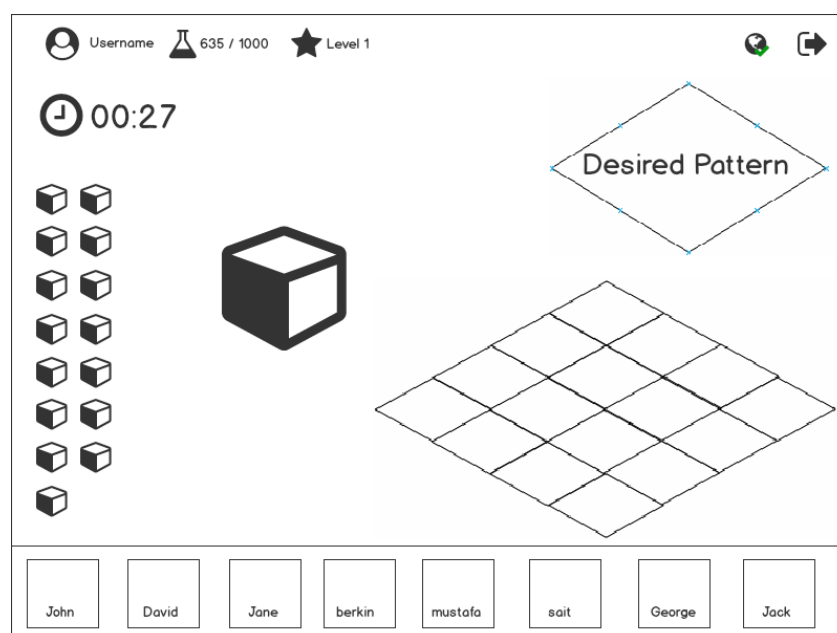 Username 635 / 1000 Level 1
00:27
Desired Pattern
John David Jane berkin mustafa sait George Jack